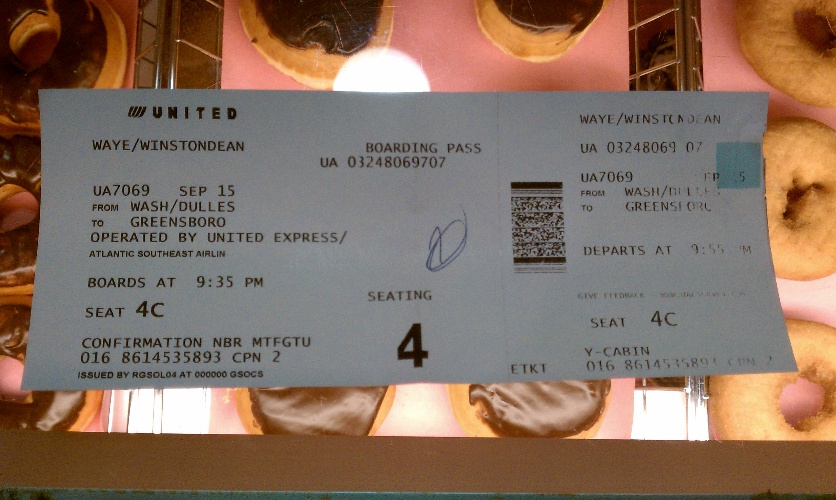 UNITED
WAYE/WINSTONDEAN
BOARDING PASS
UA 03248069707
UA7069 SEP 15
FROM WASH/DULLES
TO GREENSBORO
OPERATED BY UNITED EXPRESS/
ATLANTIC SOUTHEAST AIRLIN
BOARDS AT 9:35 PM
SEAT 4C
SEATING
4
CONFIRMATION NBR MTFGTU
016 8614535893 CPN 2
ISSUED BY RGSOL04 AT 000000 GSOCS
WAYE/WINSTONDEAN
UA 03248069 07
UA7069 EP 15
FROM WASH/DULLES
TO GREENSBORO
DEPARTS AT 9:55 PM
GIVE FEEDBACK
SEAT 4C
Y-CABIN
016 8614535893 CPN 2
ETKT